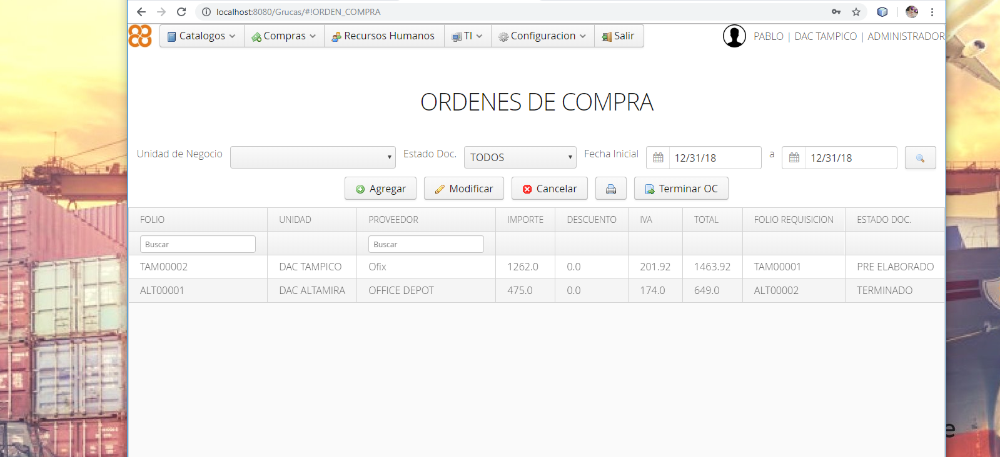 localhost:8080/Grucas/#!ORDEN_COMPRA
Catalogos Compras Recursos Humanos TI Configuracion Salir PABLO | DAC TAMPICO | ADMINISTRADOR
ORDENES DE COMPRA
Unidad de Negocio Estado Doc. TODOS Fecha Inicial 12/31/18 a 12/31/18
Agregar Modificar Cancelar Terminar OC
FOLIO UNIDAD PROVEEDOR IMPORTE DESCUENTO IVA TOTAL FOLIO REQUISICION ESTADO DOC.
Buscar Buscar
TAM00002 DAC TAMPICO Ofix 1262.0 0.0 201.92 1463.92 TAM00001 PRE ELABORADO
ALT00001 DAC ALTAMIRA OFFICE DEPOT 475.0 0.0 174.0 649.0 ALT00002 TERMINADO
e